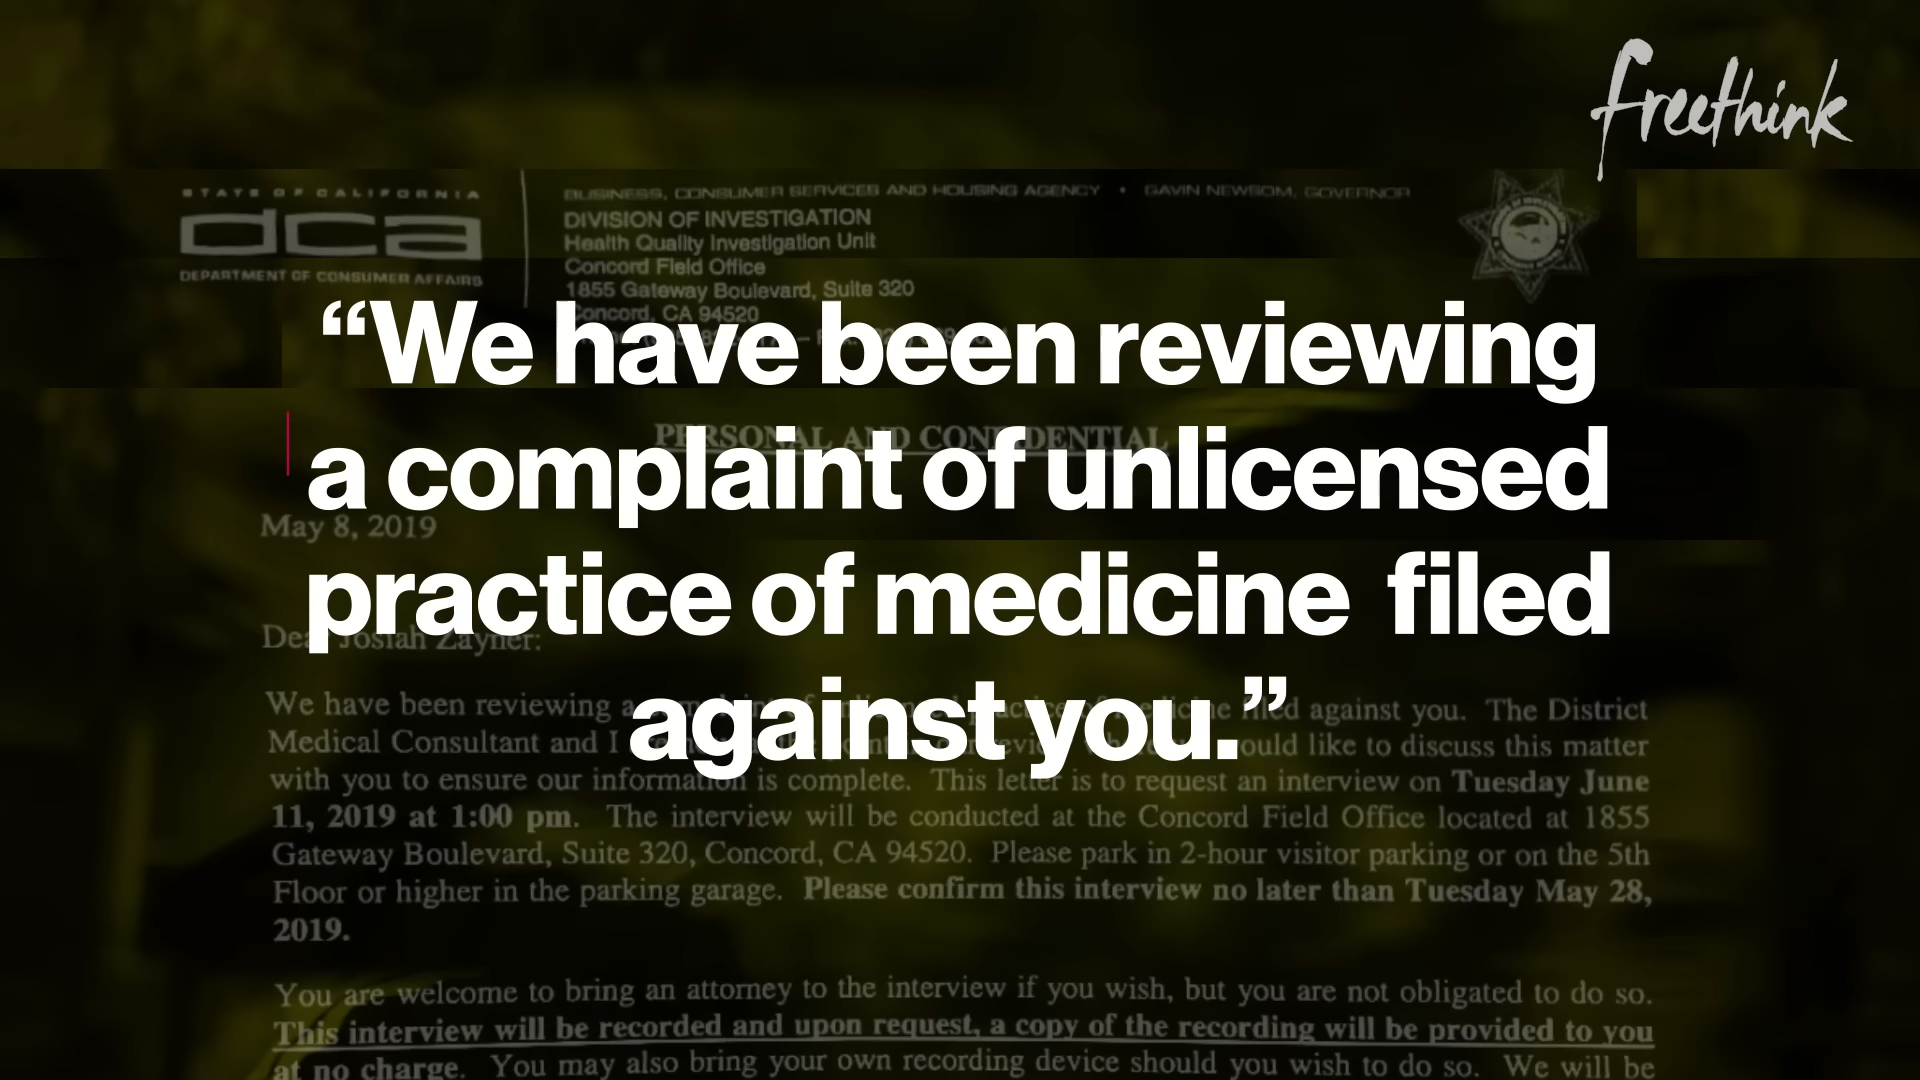 freethink
STATE OF CALIFORNIA
dca
DEPARTMENT OF CONSUMER AFFAIRS
BUSINESS, CONSUMER SERVICES AND HOUSING AGENCY • GAVIN NEWSOM, GOVERNOR
DIVISION OF INVESTIGATION
Health Quality Investigation Unit
Concord Field Office
1855 Gateway Boulevard, Suite 320
Concord, CA 94520
“We have been reviewing
a complaint of unlicensed
practice of medicine filed
against you.”
PERSONAL AND CONFIDENTIAL
May 8, 2019
Dear Josiah Zayner:
We have been reviewing a filed against you. The District
Medical Consultant and I would like to discuss this matter
with you to ensure our information is complete. This letter is to request an interview on Tuesday June
11, 2019 at 1:00 pm. The interview will be conducted at the Concord Field Office located at 1855
Gateway Boulevard, Suite 320, Concord, CA 94520. Please park in 2-hour visitor parking or on the 5th
Floor or higher in the parking garage. Please confirm this interview no later than Tuesday May 28,
2019.
You are welcome to bring an attorney to the interview if you wish, but you are not obligated to do so.
This interview will be recorded and upon request, a copy of the recording will be provided to you
at no charge. You may also bring your own recording device should you wish to do so. We will be